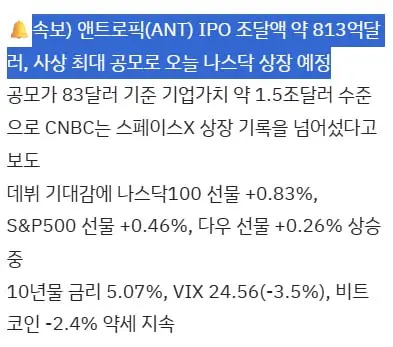 🔔속보) 앤트로픽(ANT) IPO 조달액 약 813억달
러, 사상 최대 공모로 오늘 나스닥 상장 예정
공모가 83달러 기준 기업가치 약 1.5조달러 수준
으로 CNBC는 스페이스X 상장 기록을 넘어섰다고
보도
데뷔 기대감에 나스닥100 선물 +0.83%,
S&P500 선물 +0.46%, 다우 선물 +0.26% 상승
중
10년물 금리 5.07%, VIX 24.56(-3.5%), 비트
코인 -2.4% 약세 지속